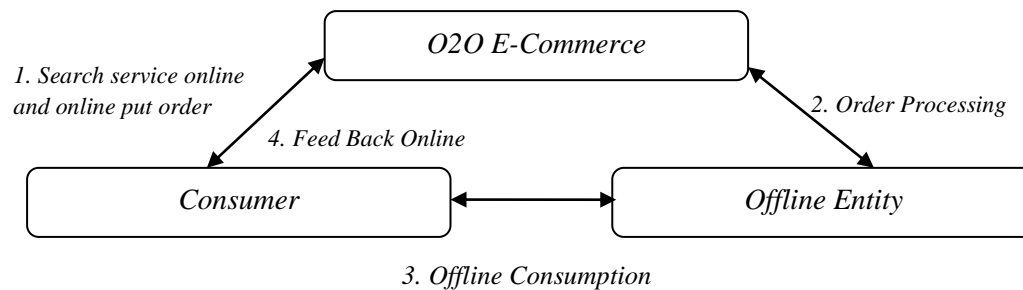 O2O E-Commerce
1. Search service online
and online put order
2. Order Processing
4. Feed Back Online
Consumer
Offline Entity
3. Offline Consumption